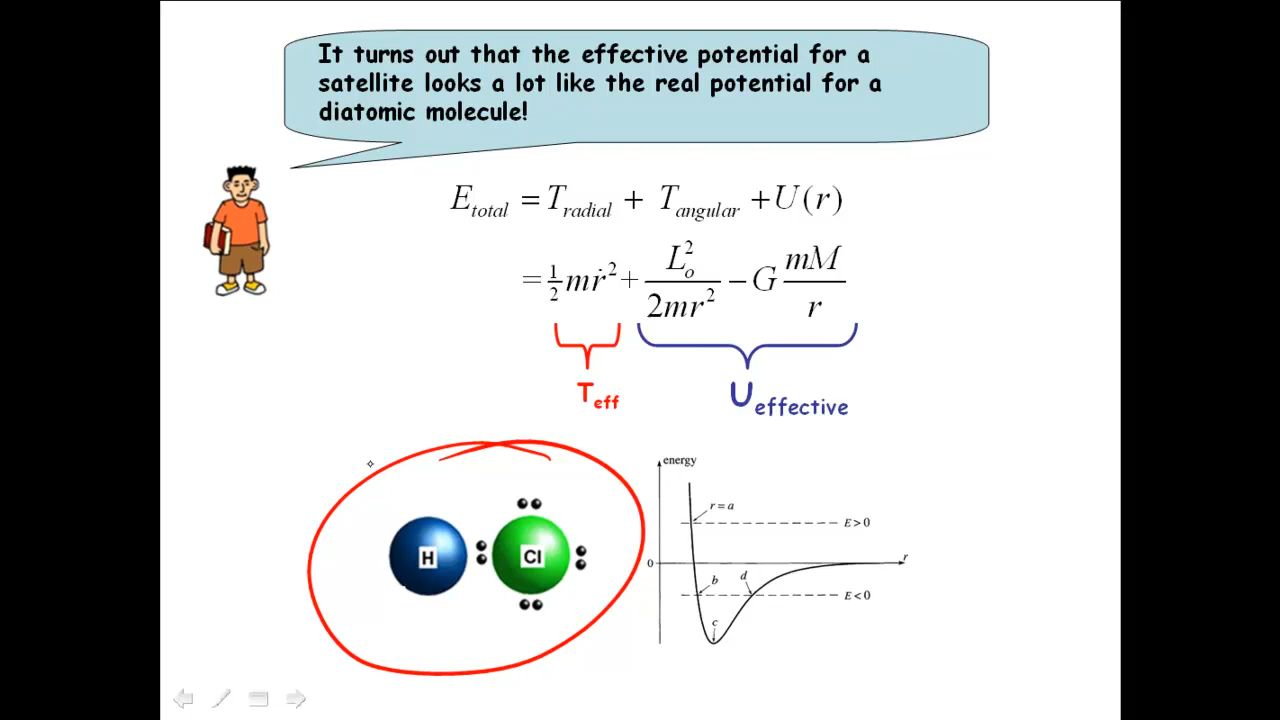 It turns out that the effective potential for a
satellite looks a lot like the real potential for a
diatomic molecule!
E_total = T_radial + T_angular + U(r)
= ½mṙ² + L_o²/2mr² − G mM/r
T_eff
U_effective
energy
r = a
E > 0
0
r
b
d
E < 0
c
H
Cl